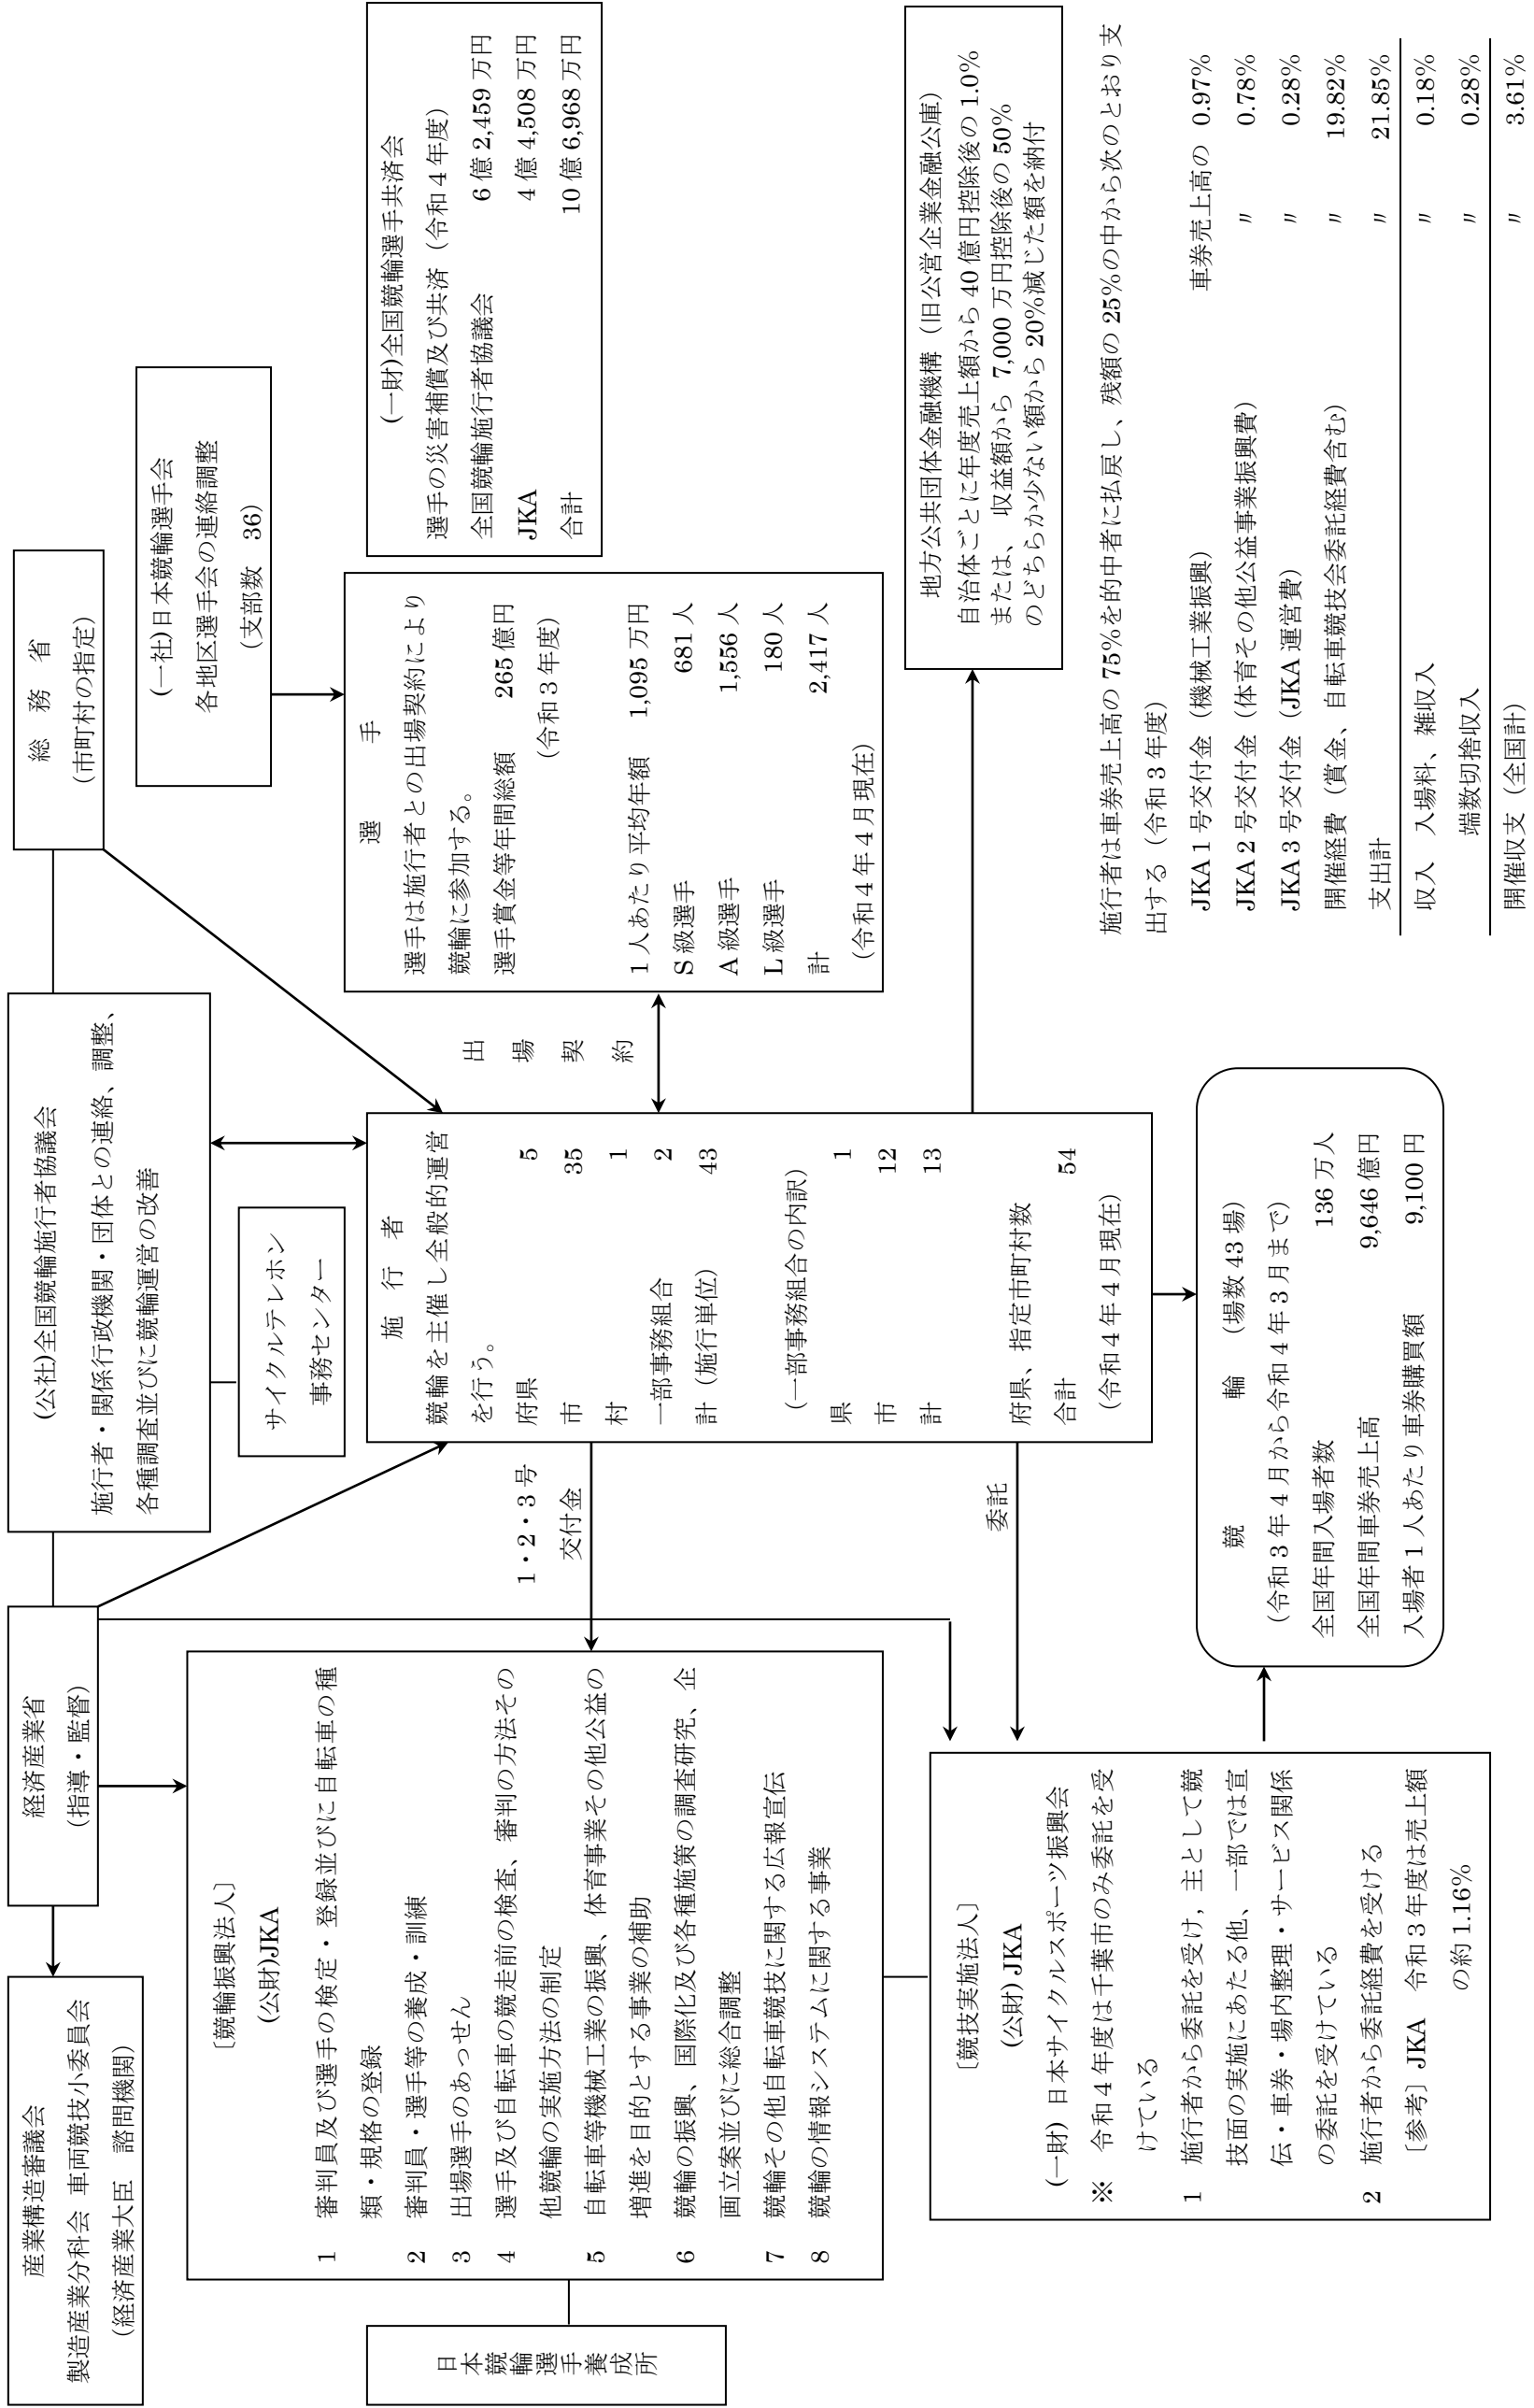 産業構造審議会
製造産業分科会 車両競技小委員会
(経済産業大臣 諮問機関)
経済産業省
(指導・監督)
(公社)全国競輪施行者協議会
施行者・関係行政機関・団体との連絡、調整、
各種調査並びに競輪運営の改善
総 務 省
(市町村の指定)
サイクルテレホン
事務センター
(一社)日本競輪選手会
各地区選手会の連絡調整
(支部数 36)
日本競輪選手養成所
〔競輪振興法人〕
(公財)JKA
1 審判員及び選手の検定・登録並びに自転車の種
類・規格の登録
2 審判員・選手等の養成・訓練
3 出場選手のあっせん
4 選手及び自転車の競走前の検査、審判の方法その
他競輪の実施方法の制定
5 自転車等機械工業の振興、体育事業その他公益の
増進を目的とする事業の補助
6 競輪の振興、国際化及び各種施策の調査研究、企
画立案並びに総合調整
7 競輪その他自転車競技に関する広報宣伝
8 競輪の情報システムに関する事業
1・2・3号
交付金
施 行 者
競輪を主催し全般的運営
を行う。
府県 5
市 35
村 1
一部事務組合 2
計(施行単位) 43
(一部事務組合の内訳)
県 1
市 12
計 13
府県、指定市町村数
合計 54
(令和4年4月現在)
出場契約
選 手
選手は施行者との出場契約により
競輪に参加する。
選手賞金等年間総額 265億円
(令和3年度)
1人あたり平均年額 1,095万円
S級選手 681人
A級選手 1,556人
L級選手 180人
計 2,417人
(令和4年4月現在)
(一財)全国競輪選手共済会
選手の災害補償及び共済(令和4年度)
全国競輪施行者協議会 6億2,459万円
JKA 4億4,508万円
合計 10億6,968万円
委託
〔競技実施法人〕
(公財) JKA
(一財) 日本サイクルスポーツ振興会
※ 令和4年度は千葉市のみ委託を受
けている
1 施行者から委託を受け,主として競
技面の実施にあたる他、一部では宣
伝・車券・場内整理・サービス関係
の委託を受けている
2 施行者から委託経費を受ける
〔参考〕JKA 令和3年度は売上額
の約1.16%
競 輪 (場数43場)
(令和3年4月から令和4年3月まで)
全国年間入場者数 136万人
全国年間車券売上高 9,646億円
入場者1人あたり車券購買額 9,100円
地方公共団体金融機構(旧公営企業金融公庫)
自治体ごとに年度売上額から40億円控除後の1.0%
または、収益額から7,000万円控除後の50%
のどちらか少ない額から20%減じた額を納付
施行者は車券売上高の75%を的中者に払戻し、残額の25%の中から次のとおり支
出する(令和3年度)
JKA1号交付金(機械工業振興) 車券売上高の 0.97%
JKA2号交付金(体育その他公益事業振興費) 〃 0.78%
JKA3号交付金(JKA運営費) 〃 0.28%
開催経費(賞金、自転車競技会委託経費含む) 〃 19.82%
支出計 〃 21.85%
収入 入場料、雑収入 〃 0.18%
端数切捨収入 〃 0.28%
開催収支(全国計) 〃 3.61%